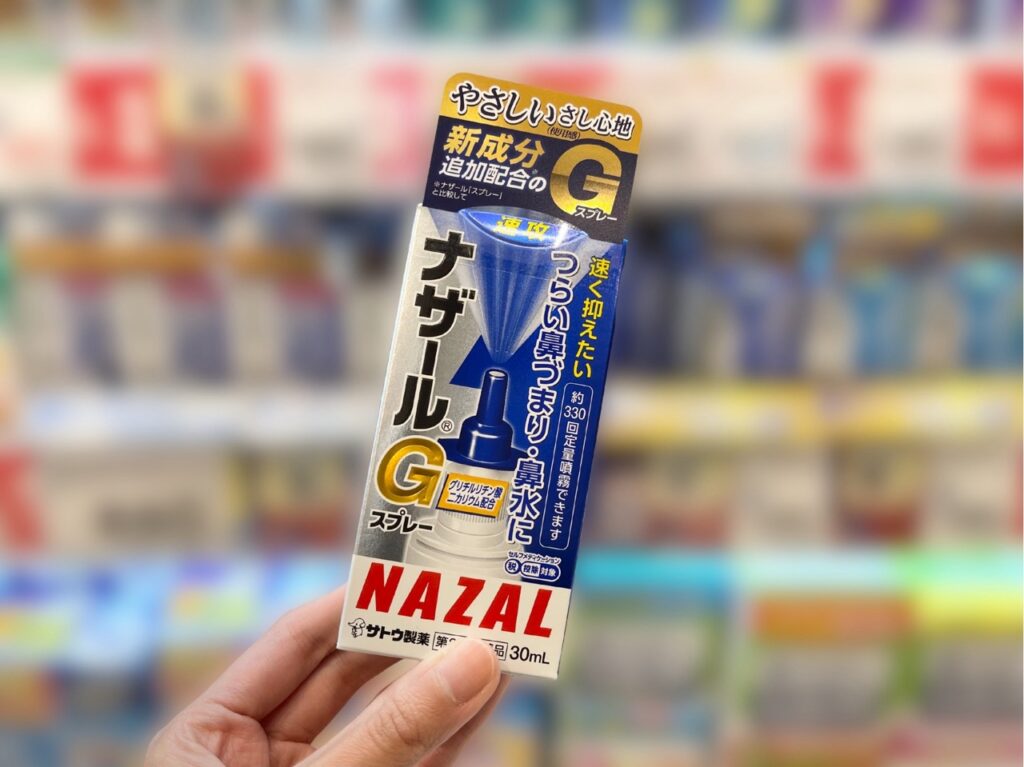 やさしいさし心地
(使用感)
新成分
追加配合の※
Gスプレー
※ナザール「スプレー」
と比較して
速攻
速く抑えたい
つらい鼻づまり・鼻水に
約330回定量噴霧できます
ナザール®
G
スプレー
グリチルリチン酸
二カリウム配合
セルフメディケーション
税 控除 対象
NAZAL
サトウ製薬 第 品 30mL